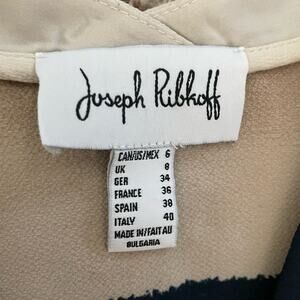 Joseph Ribkoff
CAN/US/MEX 6
UK 8
GER 34
FRANCE 36
SPAIN 38
ITALY 40
MADE IN/FAIT AU
BULGARIA